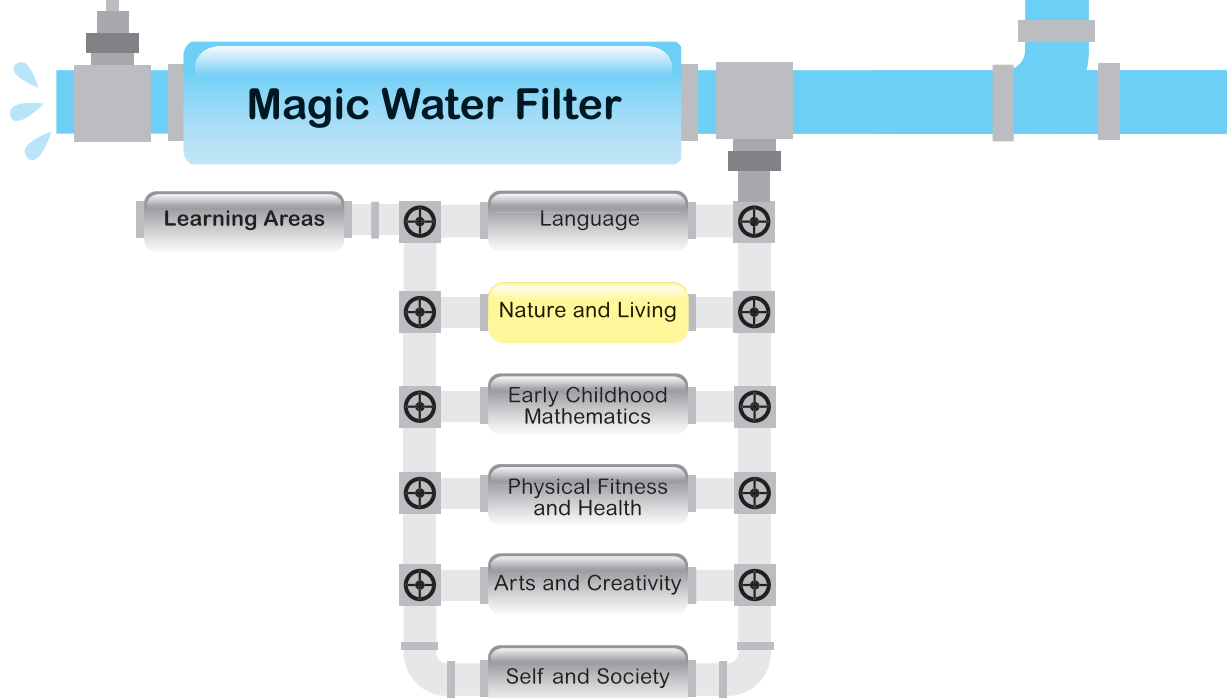 Magic Water Filter
Learning Areas
Language
Nature and Living
Early Childhood
Mathematics
Physical Fitness
and Health
Arts and Creativity
Self and Society